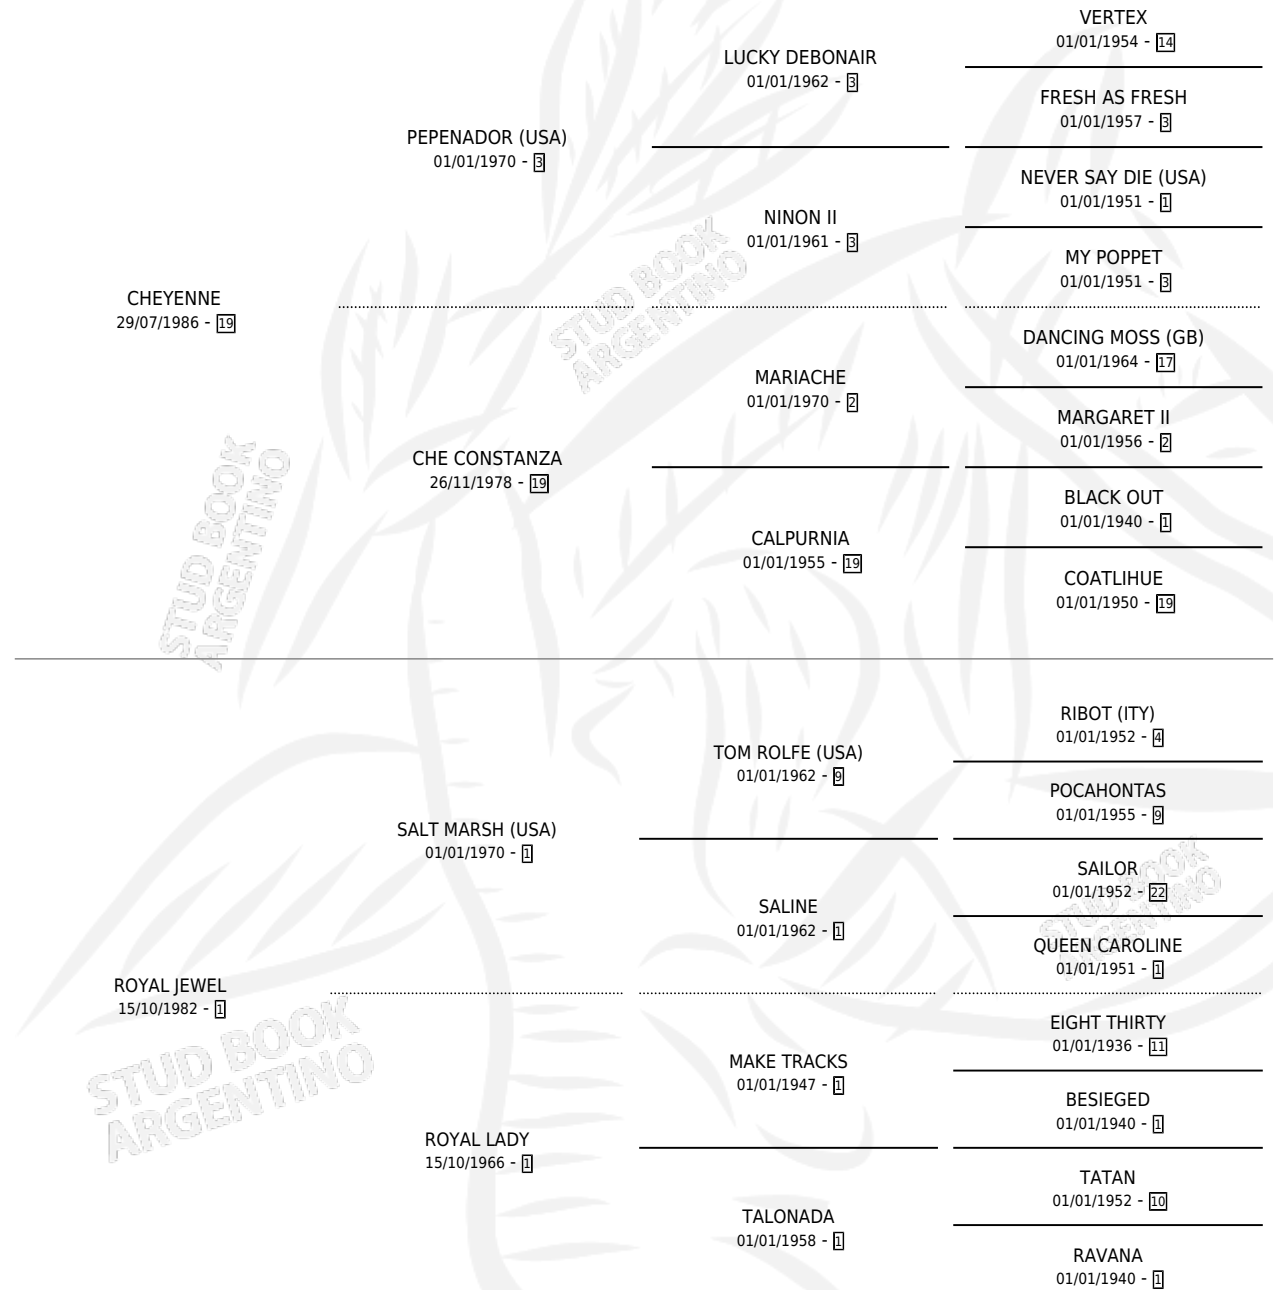 VERTEX
01/01/1954 - 14
LUCKY DEBONAIR
01/01/1962 - 3
FRESH AS FRESH
01/01/1957 - 3
PEPENADOR (USA)
01/01/1970 - 3
NEVER SAY DIE (USA)
01/01/1951 - 1
NINON II
01/01/1961 - 3
MY POPPET
01/01/1951 - 3
CHEYENNE
29/07/1986 - 19
DANCING MOSS (GB)
01/01/1964 - 17
MARIACHE
01/01/1970 - 2
MARGARET II
01/01/1956 - 2
CHE CONSTANZA
26/11/1978 - 19
BLACK OUT
01/01/1940 - 1
CALPURNIA
01/01/1955 - 19
COATLIHUE
01/01/1950 - 19
RIBOT (ITY)
01/01/1952 - 4
TOM ROLFE (USA)
01/01/1962 - 9
POCAHONTAS
01/01/1955 - 9
SALT MARSH (USA)
01/01/1970 - 1
SAILOR
01/01/1952 - 22
SALINE
01/01/1962 - 1
QUEEN CAROLINE
01/01/1951 - 1
ROYAL JEWEL
15/10/1982 - 1
EIGHT THIRTY
01/01/1936 - 11
MAKE TRACKS
01/01/1947 - 1
BESIEGED
01/01/1940 - 1
ROYAL LADY
15/10/1966 - 1
TATAN
01/01/1952 - 10
TALONADA
01/01/1958 - 1
RAVANA
01/01/1940 - 1
STUD BOOK
ARGENTINO
STUD BOOK
ARGENTINO
STUD BOOK
ARGENTINO
STUD BOOK
ARGENTINO